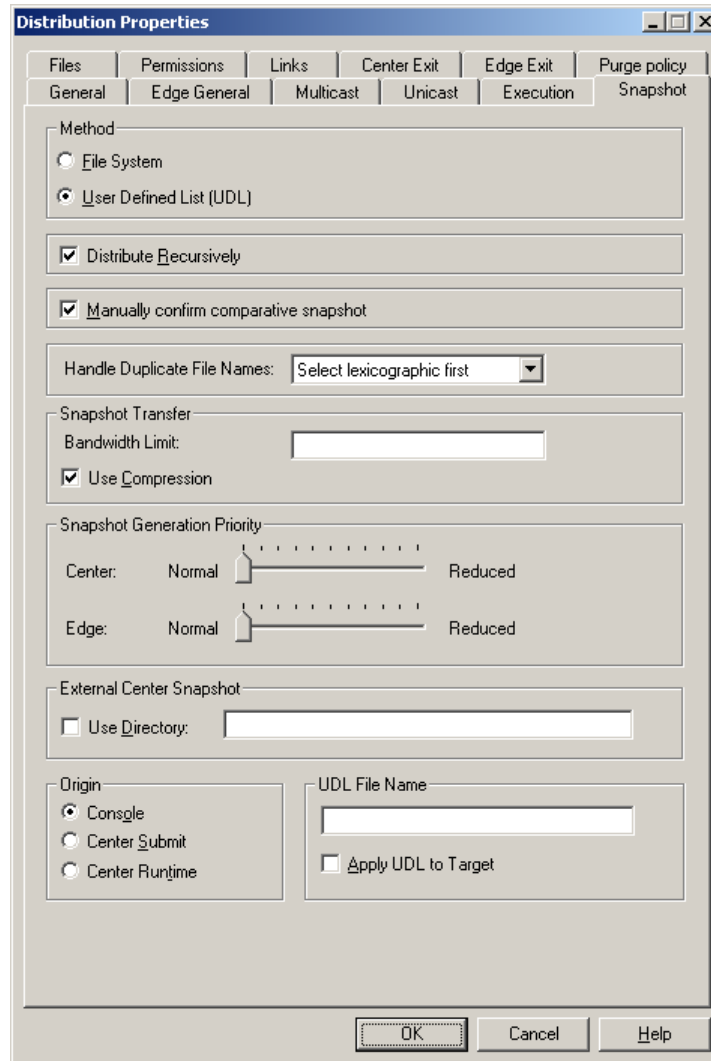 Distribution Properties
Files Permissions Links Center Exit Edge Exit Purge policy
General Edge General Multicast Unicast Execution Snapshot
Method
File System
User Defined List (UDL)
Distribute Recursively
Manually confirm comparative snapshot
Handle Duplicate File Names: Select lexicographic first
Snapshot Transfer
Bandwidth Limit:
Use Compression
Snapshot Generation Priority
Center: Normal Reduced
Edge: Normal Reduced
External Center Snapshot
Use Directory:
Origin
Console
Center Submit
Center Runtime
UDL File Name
Apply UDL to Target
OK Cancel Help